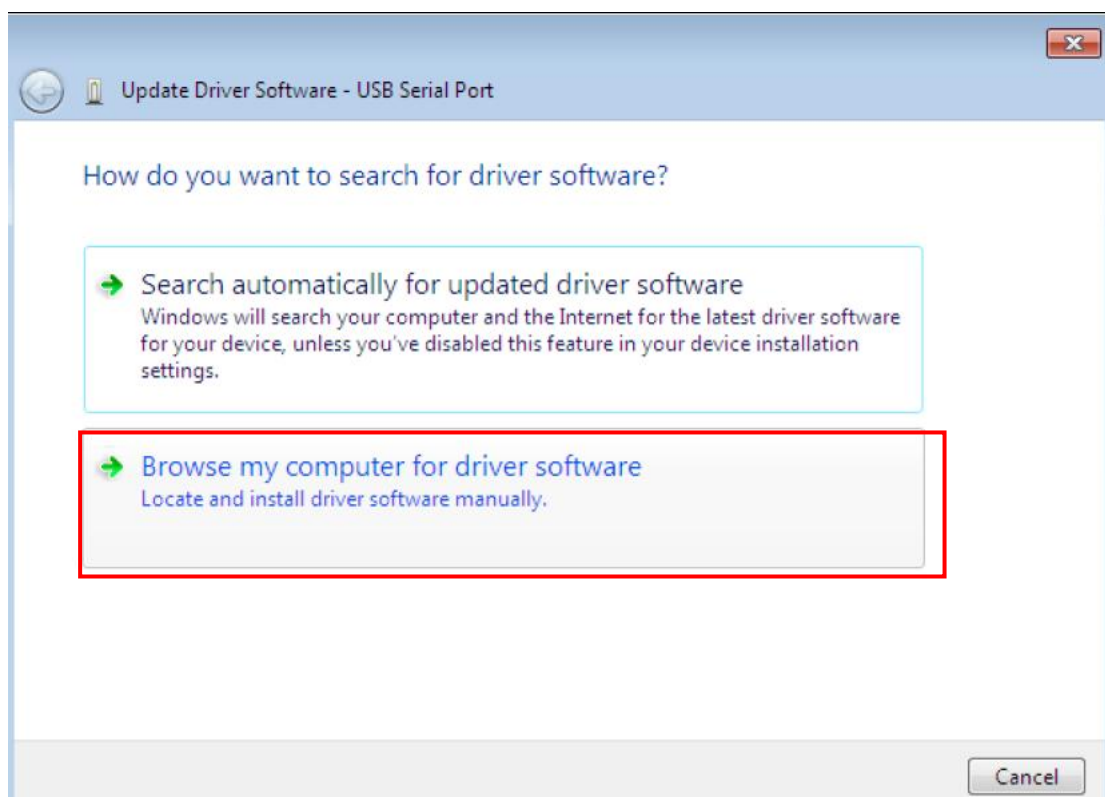 Update Driver Software - USB Serial Port
How do you want to search for driver software?
Search automatically for updated driver software
Windows will search your computer and the Internet for the latest driver software
for your device, unless you've disabled this feature in your device installation
settings.
Browse my computer for driver software
Locate and install driver software manually.
Cancel